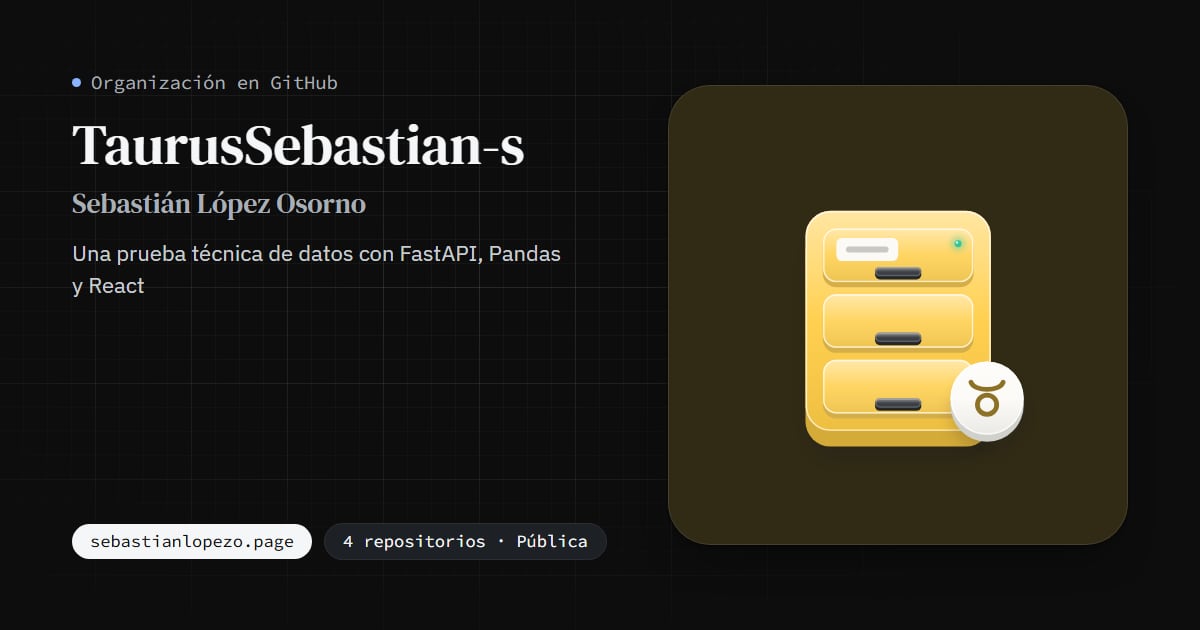 Organización en GitHub
TaurusSebastian-s
Sebastián López Osorno
Una prueba técnica de datos con FastAPI, Pandas
y React
sebastianlopezo.page
4 repositorios · Pública